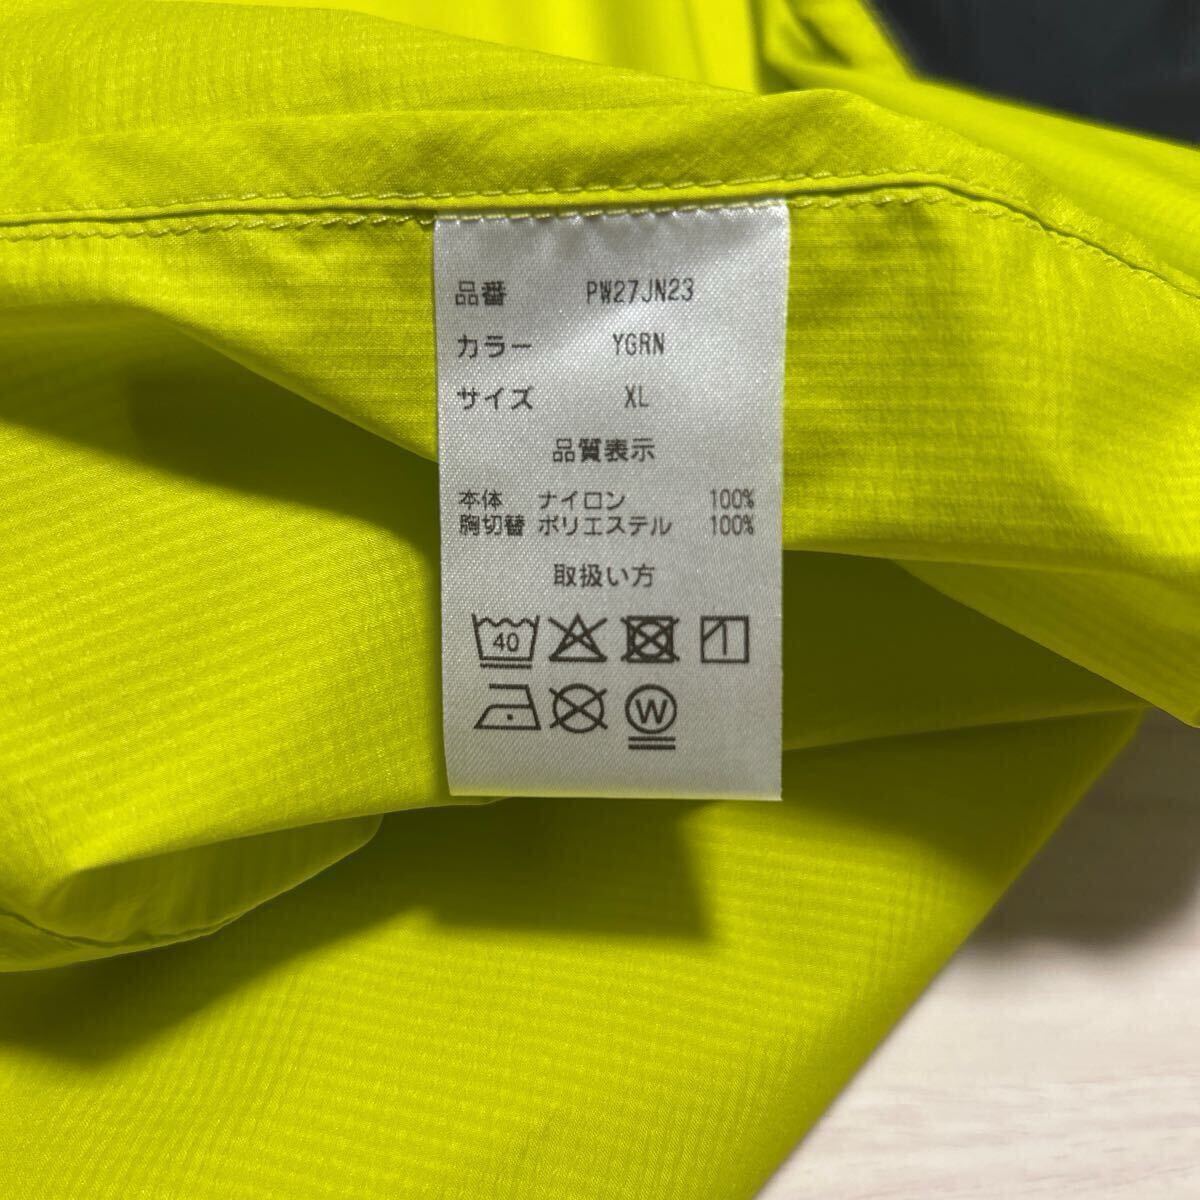 品番 PW27JN23
カラー YGRN
サイズ XL
品質表示
本体 ナイロン 100%
胸切替 ポリエステル 100%
取扱い方
40
W